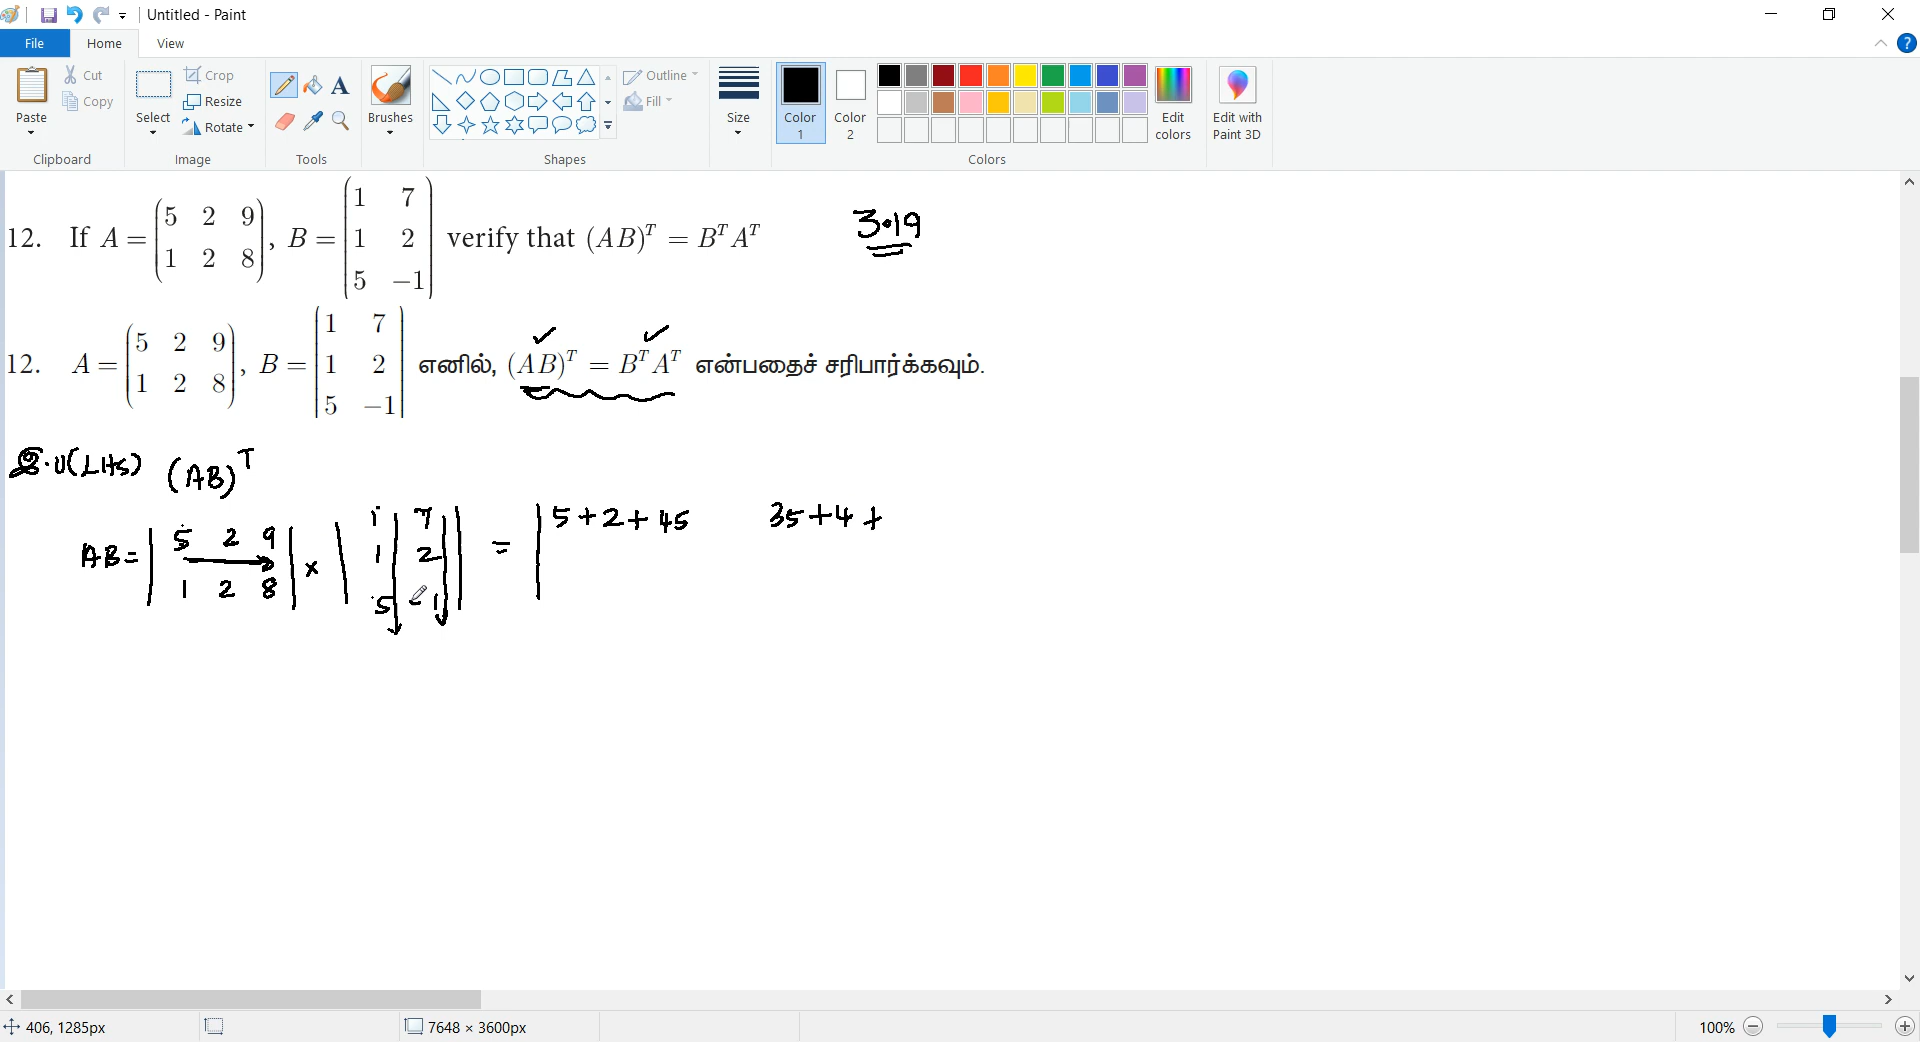 Untitled - Paint
File Home View
Paste Cut Copy Select Crop Resize Rotate Brushes Outline Fill Size Color 1 Color 2 Edit colors Edit with Paint 3D
Clipboard Image Tools Shapes Colors
12. If A = (5 2 9 / 1 2 8), B = (1 7 / 1 2 / 5 −1) verify that (AB)^T = B^T A^T 3.19
12. A = (5 2 9 / 1 2 8), B = (1 7 / 1 2 / 5 −1) எனில், (AB)^T = B^T A^T என்பதைச் சரிபார்க்கவும்.
இ.ப(LHS) (AB)^T
AB = | 5 2 9 / 1 2 8 | × | 1 7 / 1 2 / 5 -1 | = | 5+2+45 35+4+
406, 1285px 7648 × 3600px 100%